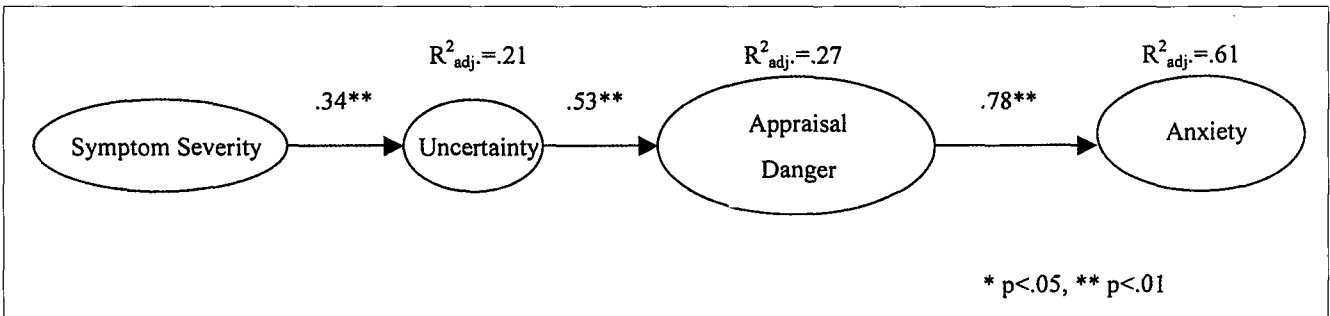 R²adj.=.21 R²adj.=.27 R²adj.=.61
.34** .53** .78**
Symptom Severity Uncertainty Appraisal Danger Anxiety
* p<.05, ** p<.01